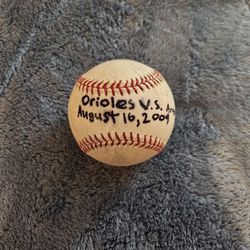 Orioles v.s.
August 16, 2009